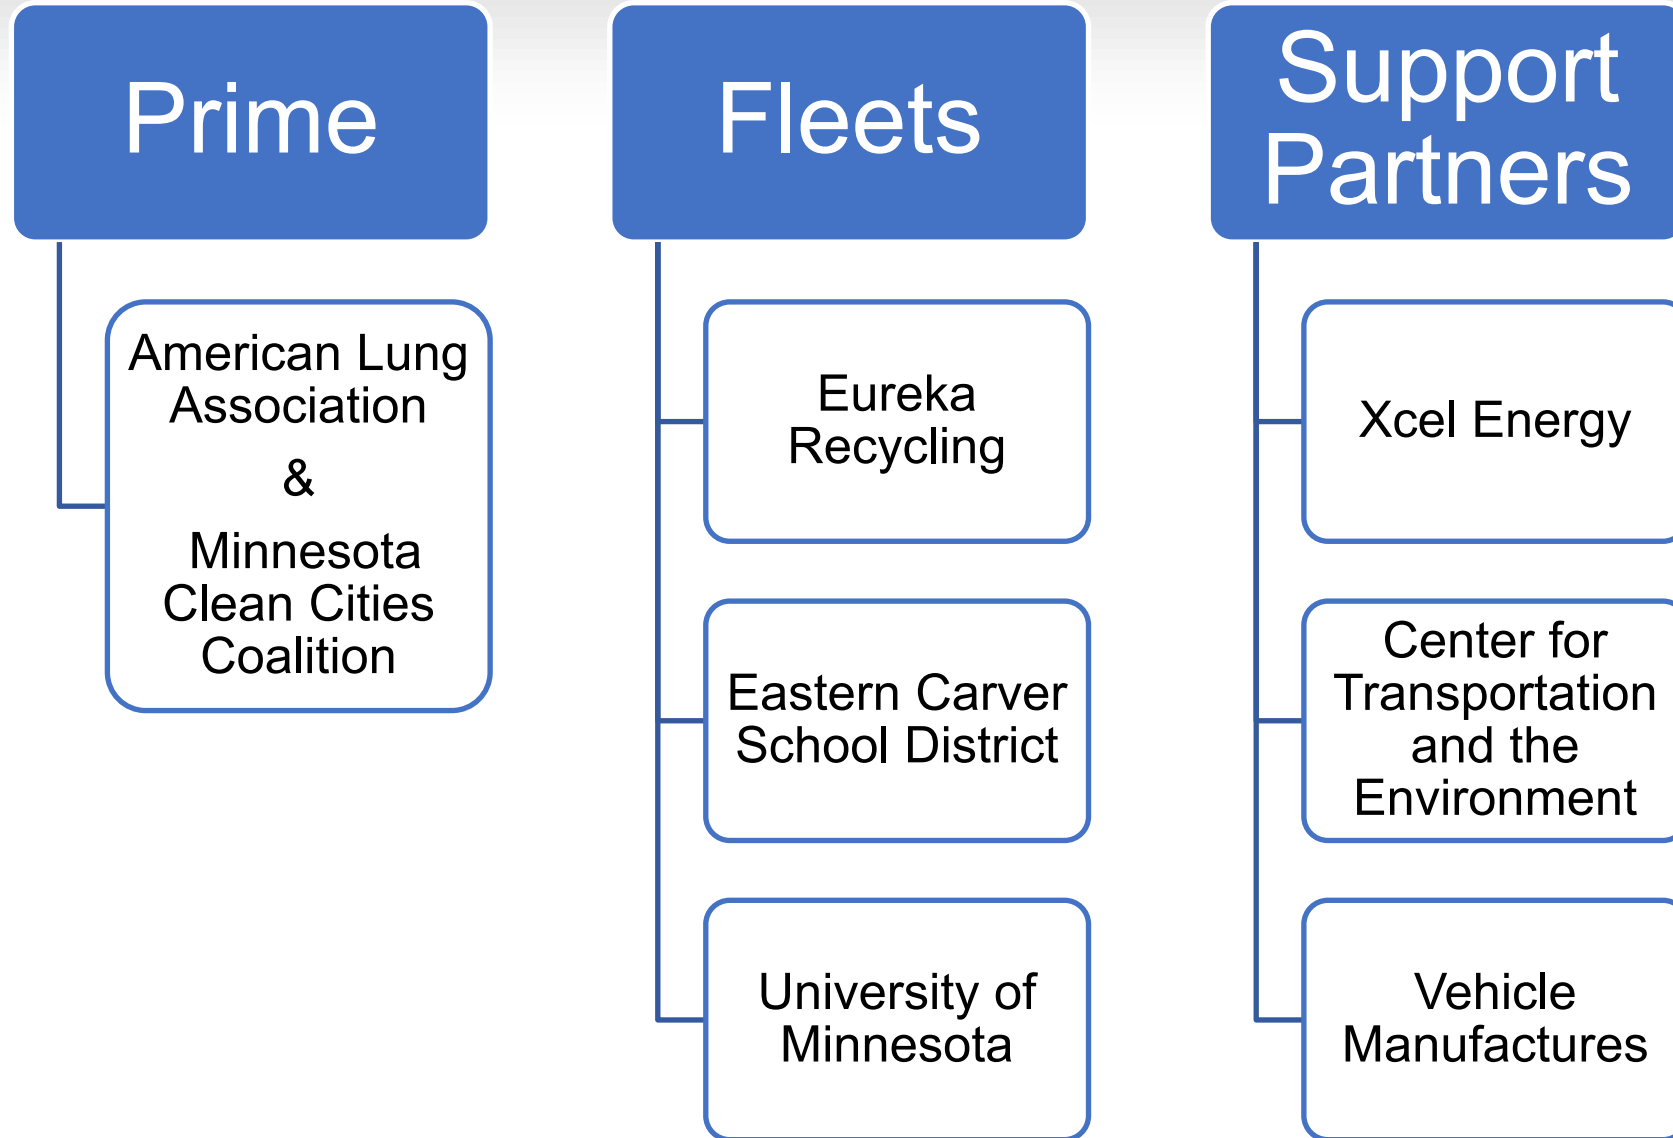 Prime
American Lung
Association
&
Minnesota
Clean Cities
Coalition
Fleets
Eureka
Recycling
Eastern Carver
School District
University of
Minnesota
Support
Partners
Xcel Energy
Center for
Transportation
and the
Environment
Vehicle
Manufactures